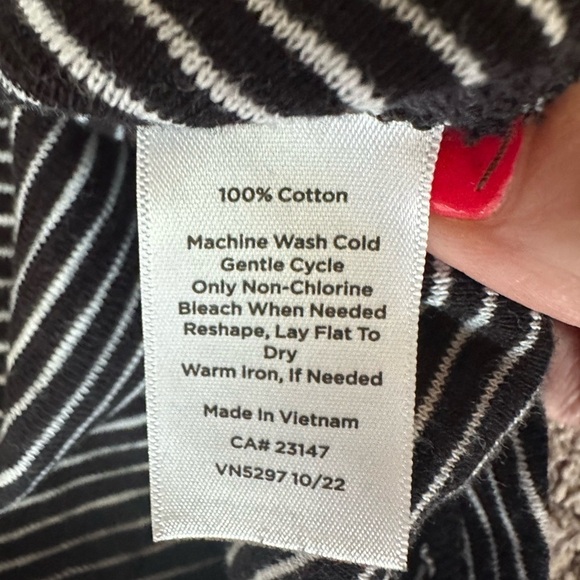 100% Cotton
Machine Wash Cold
Gentle Cycle
Only Non-Chlorine
Bleach When Needed
Reshape, Lay Flat To
Dry
Warm Iron, If Needed
Made In Vietnam
CA# 23147
VN5297 10/22